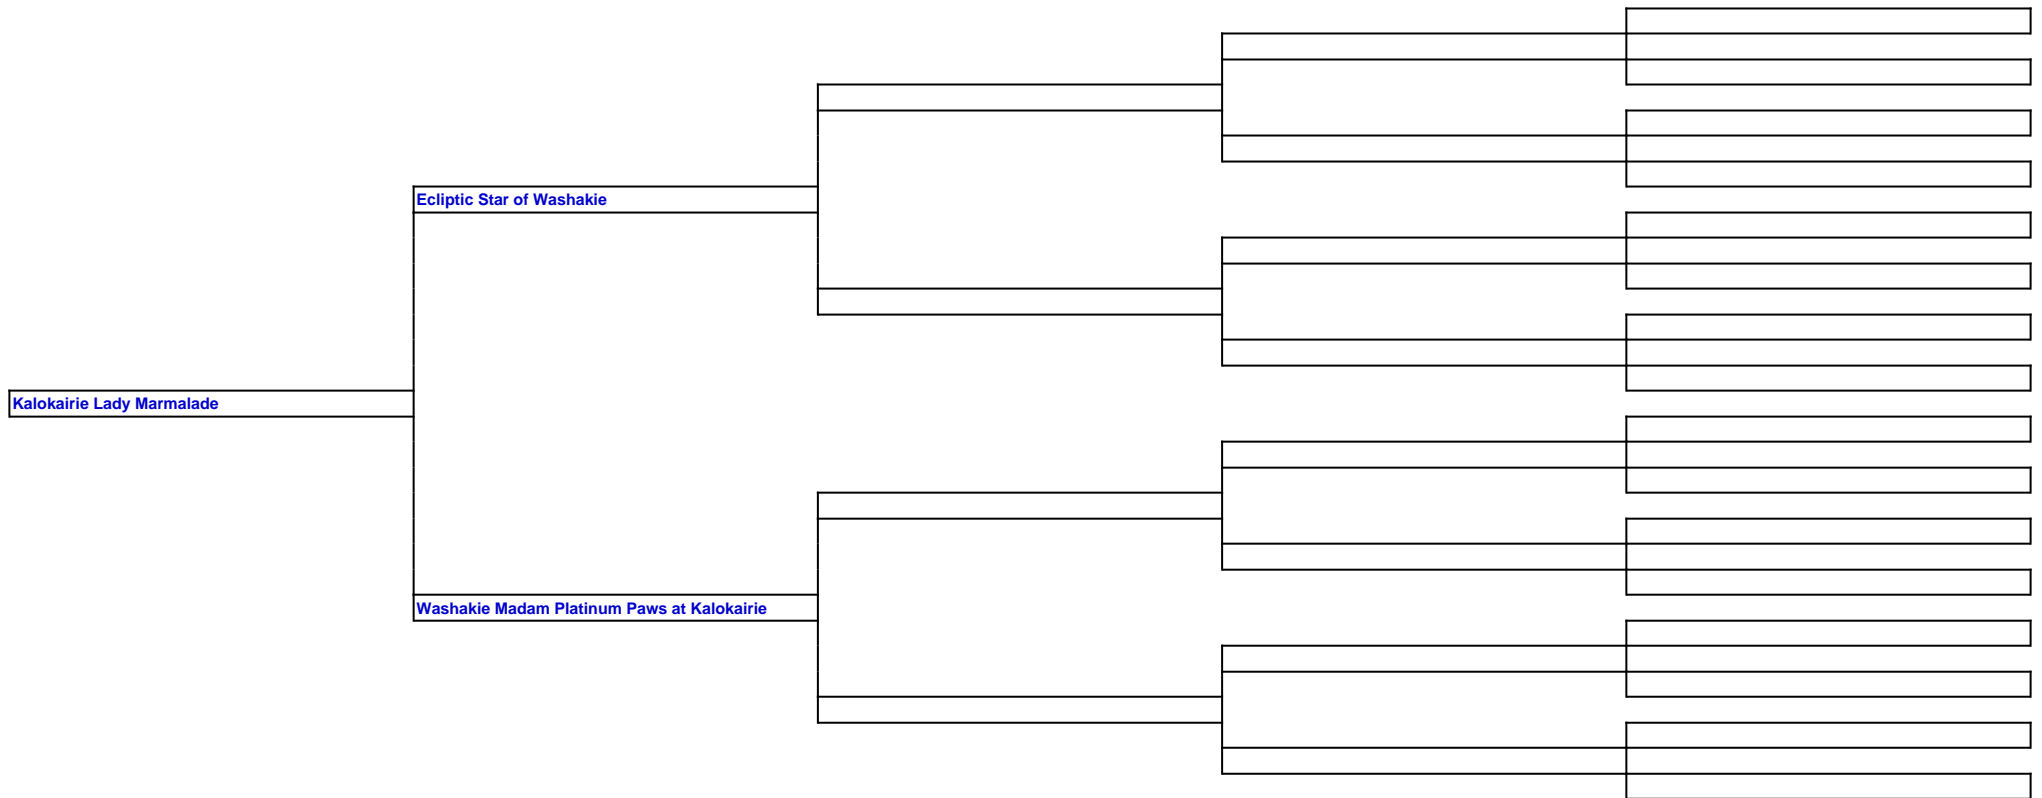 Ecliptic Star of Washakie
Kalokairie Lady Marmalade
Washakie Madam Platinum Paws at Kalokairie